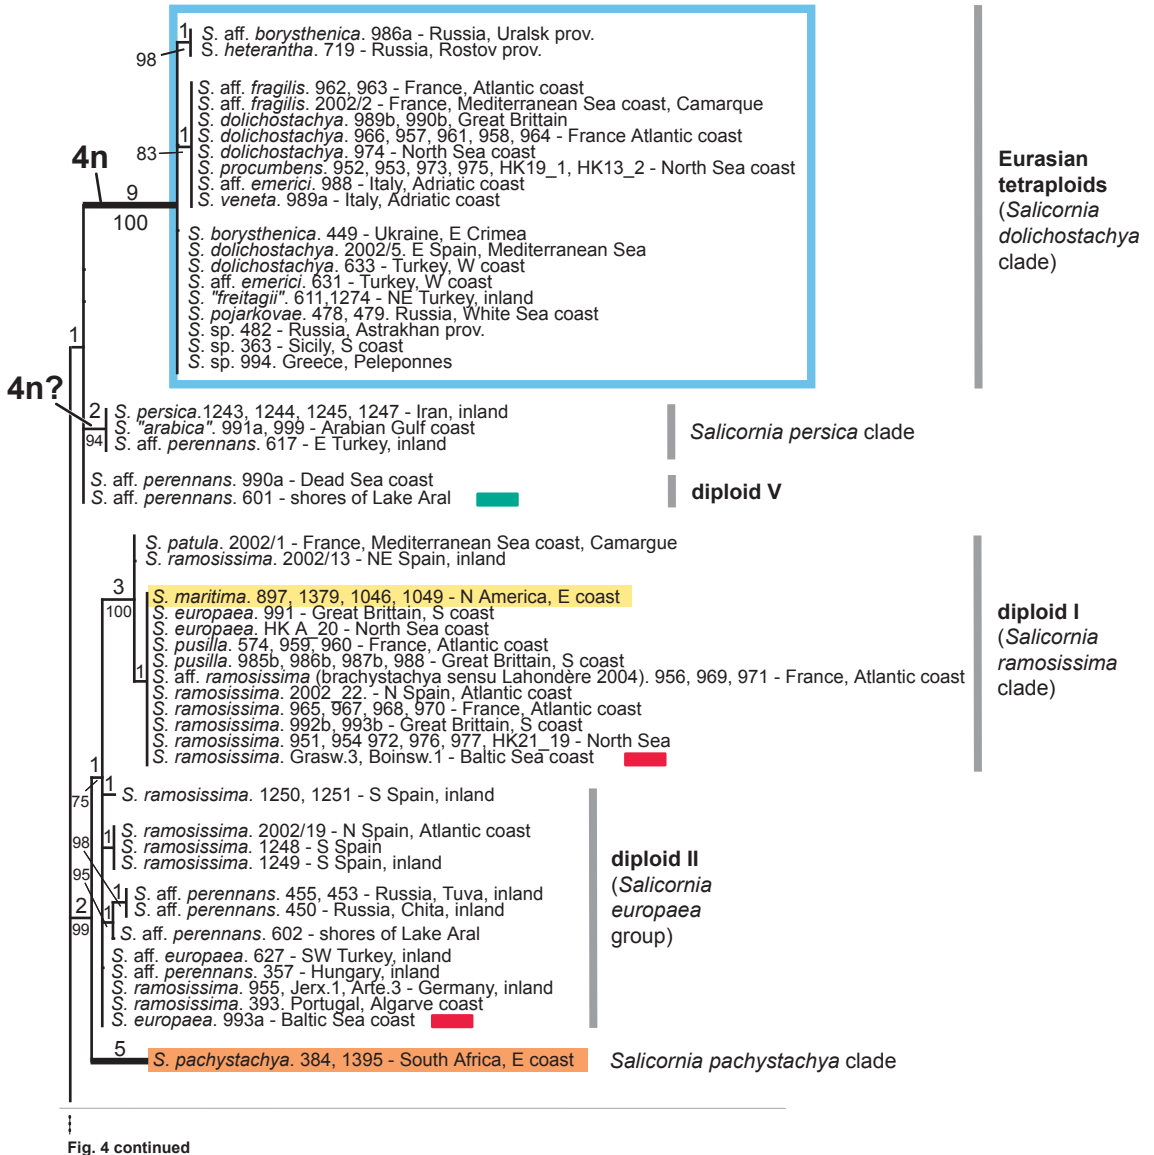 1
S. aff. borysthenica. 986a - Russia, Uralsk prov.
S. heterantha. 719 - Russia, Rostov prov.
98
S. aff. fragilis. 962, 963 - France, Atlantic coast
S. aff. fragilis. 2002/2 - France, Mediterranean Sea coast, Camarque
S. dolichostachya. 989b, 990b, Great Brittain
1
S. dolichostachya. 966, 957, 961, 958, 964 - France Atlantic coast
83
S. dolichostachya. 974 - North Sea coast
S. procumbens. 952, 953, 973, 975, HK19_1, HK13_2 - North Sea coast
S. aff. emerici. 988 - Italy, Adriatic coast
S. veneta. 989a - Italy, Adriatic coast
4n
9
100
Eurasian
tetraploids
(Salicornia
dolichostachya
clade)
S. borysthenica. 449 - Ukraine, E Crimea
S. dolichostachya. 2002/5. E Spain, Mediterranean Sea
S. dolichostachya. 633 - Turkey, W coast
S. aff. emerici. 631 - Turkey, W coast
S. "freitagii". 611,1274 - NE Turkey, inland
S. pojarkovae. 478, 479. Russia, White Sea coast
S. sp. 482 - Russia, Astrakhan prov.
S. sp. 363 - Sicily, S coast
S. sp. 994. Greece, Peleponnes
1
4n?
2
94
S. persica.1243, 1244, 1245, 1247 - Iran, inland
S. "arabica". 991a, 999 - Arabian Gulf coast
S. aff. perennans. 617 - E Turkey, inland
Salicornia persica clade
S. aff. perennans. 990a - Dead Sea coast
S. aff. perennans. 601 - shores of Lake Aral
diploid V
S. patula. 2002/1 - France, Mediterranean Sea coast, Camargue
S. ramosissima. 2002/13 - NE Spain, inland
3
100
S. maritima. 897, 1379, 1046, 1049 - N America, E coast
S. europaea. 991 - Great Brittain, S coast
S. europaea. HK A_20 - North Sea coast
S. pusilla. 574, 959, 960 - France, Atlantic coast
S. pusilla. 985b, 986b, 987b, 988 - Great Brittain, S coast
1
S. aff. ramosissima (brachystachya sensu Lahondère 2004). 956, 969, 971 - France, Atlantic coast
S. ramosissima. 2002_22. - N Spain, Atlantic coast
S. ramosissima. 965, 967, 968, 970 - France, Atlantic coast
S. ramosissima. 992b, 993b - Great Brittain, S coast
S. ramosissima. 951, 954 972, 976, 977, HK21_19 - North Sea
S. ramosissima. Grasw.3, Boinsw.1 - Baltic Sea coast
diploid I
(Salicornia
ramosissima
clade)
1
75
1
S. ramosissima. 1250, 1251 - S Spain, inland
1
S. ramosissima. 2002/19 - N Spain, Atlantic coast
S. ramosissima. 1248 - S Spain
S. ramosissima. 1249 - S Spain, inland
98
95
1
S. aff. perennans. 455, 453 - Russia, Tuva, inland
S. aff. perennans. 450 - Russia, Chita, inland
1
S. aff. perennans. 602 - shores of Lake Aral
2
99
S. aff. europaea. 627 - SW Turkey, inland
S. aff. perennans. 357 - Hungary, inland
S. ramosissima. 955, Jerx.1, Arte.3 - Germany, inland
S. ramosissima. 393. Portugal, Algarve coast
S. europaea. 993a - Baltic Sea coast
diploid II
(Salicornia
europaea
group)
5
S. pachystachya. 384, 1395 - South Africa, E coast
Salicornia pachystachya clade
Fig. 4 continued